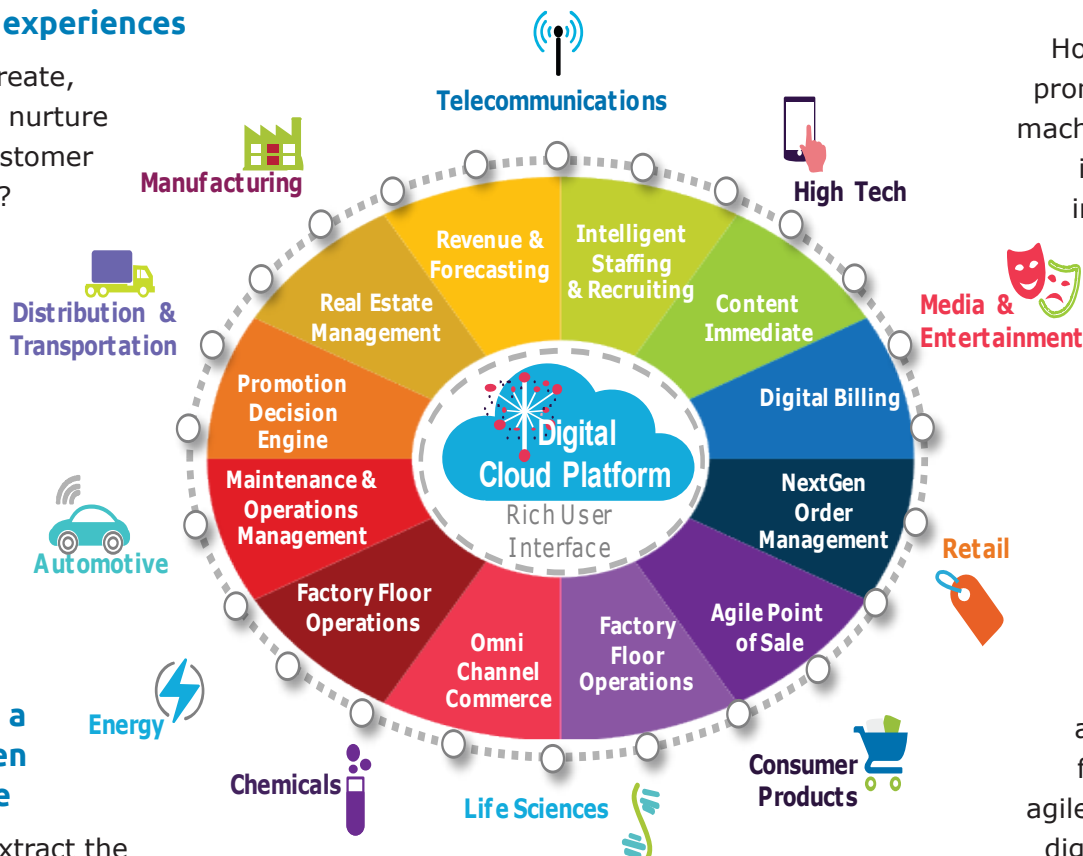 experiences
reate,
nurture
stomer
?
Telecommunications
Manufacturing
High Tech
Distribution &
Transportation
Media &
Entertainment
Automotive
Retail
Energy
Chemicals
Life Sciences
Consumer
Products
Revenue &
Forecasting
Intelligent
Staffing
& Recruiting
Content
Immediate
Digital Billing
NextGen
Order
Management
Agile Point
of Sale
Factory
Floor
Operations
Omni
Channel
Commerce
Factory Floor
Operations
Maintenance &
Operations
Management
Promotion
Decision
Engine
Real Estate
Management
Digital
Cloud Platform
Rich User
Interface
Ho
pron
mach
i
in
a
en
e
xtract the
a
f
agile
dig